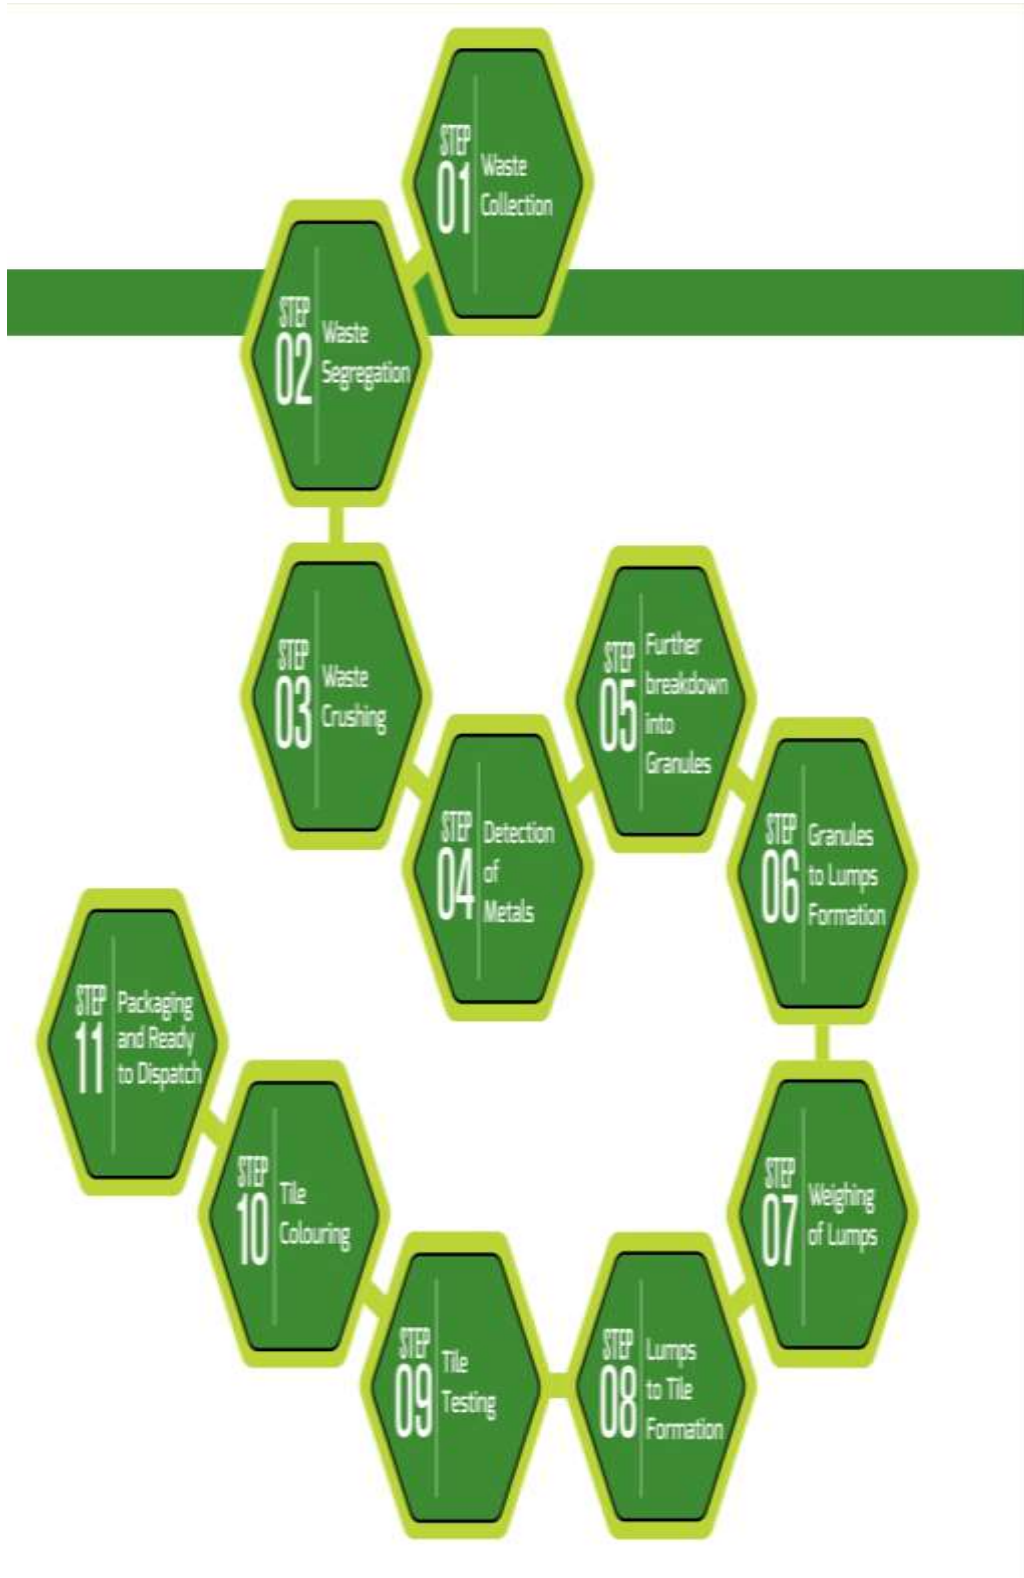 STEP
01
Waste
Collection
STEP
02
Waste
Segregation
STEP
03
Waste
Crushing
STEP
04
Detection
of
Metals
STEP
05
Further
breakdown
into
Granules
STEP
06
Granules
to Lumps
Formation
STEP
07
Weighing
of Lumps
STEP
08
Lumps
to Tile
Formation
STEP
09
Tile
Testing
STEP
10
Tile
Colouring
STEP
11
Packaging
and Ready
to Dispatch